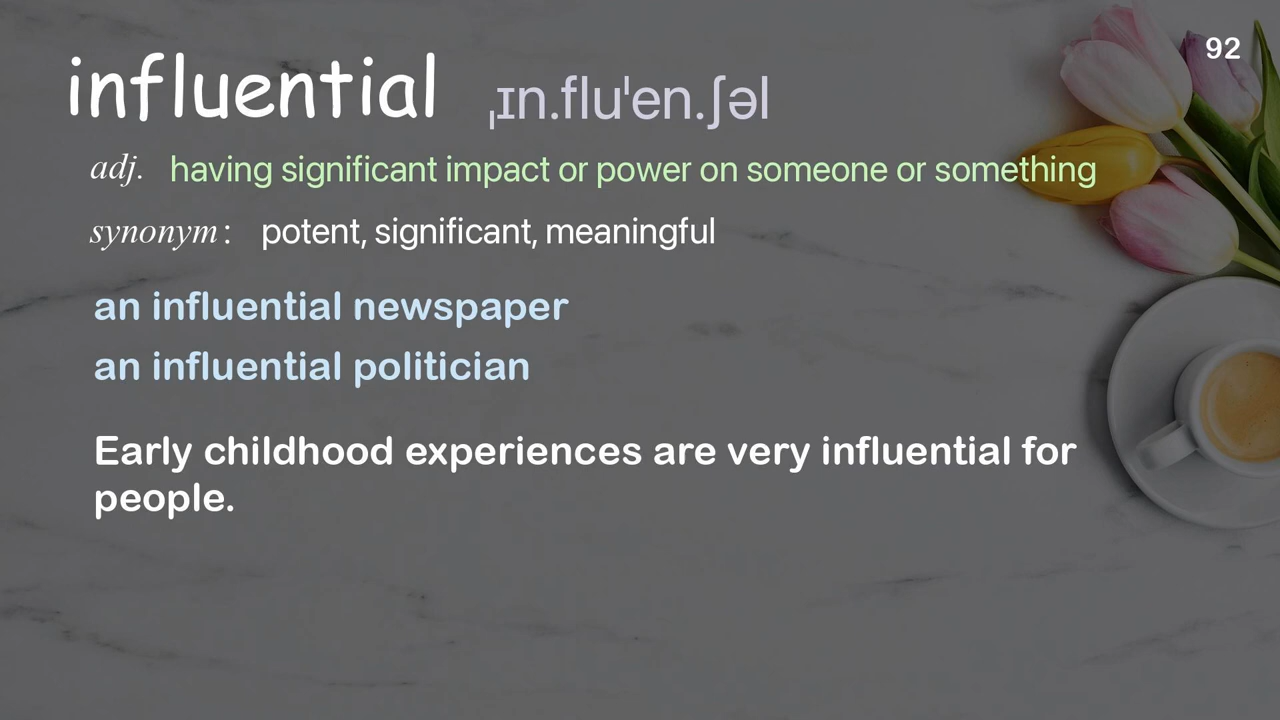 92
influential ˌɪn.fluˈen.ʃəl
adj. having significant impact or power on someone or something
synonym : potent, significant, meaningful
an influential newspaper
an influential politician
Early childhood experiences are very influential for
people.